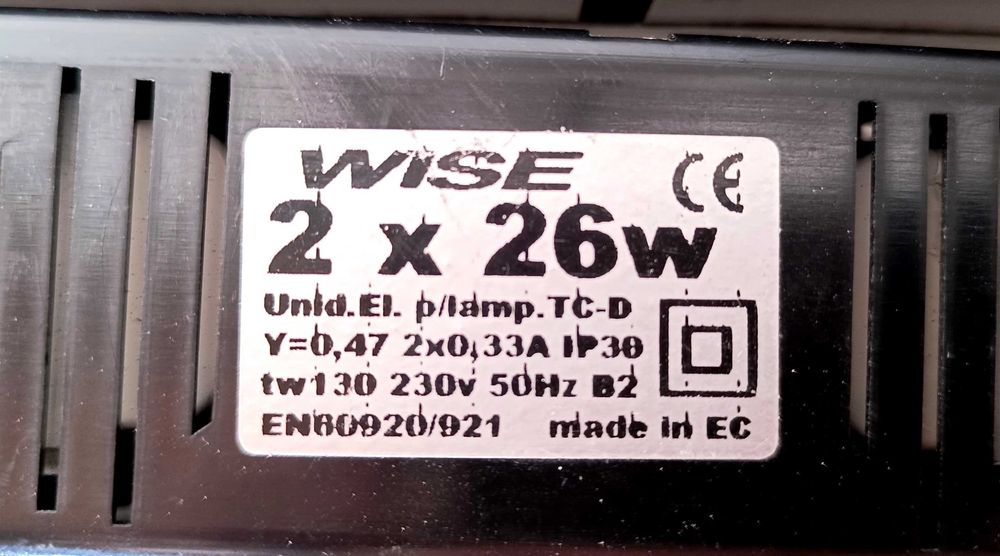 WISE CE
2 x 26w
Unid.El. p/lamp.TC-D
Y=0,47 2x0,33A IP30
tw130 230v 50Hz B2
EN60920/921 made in EC